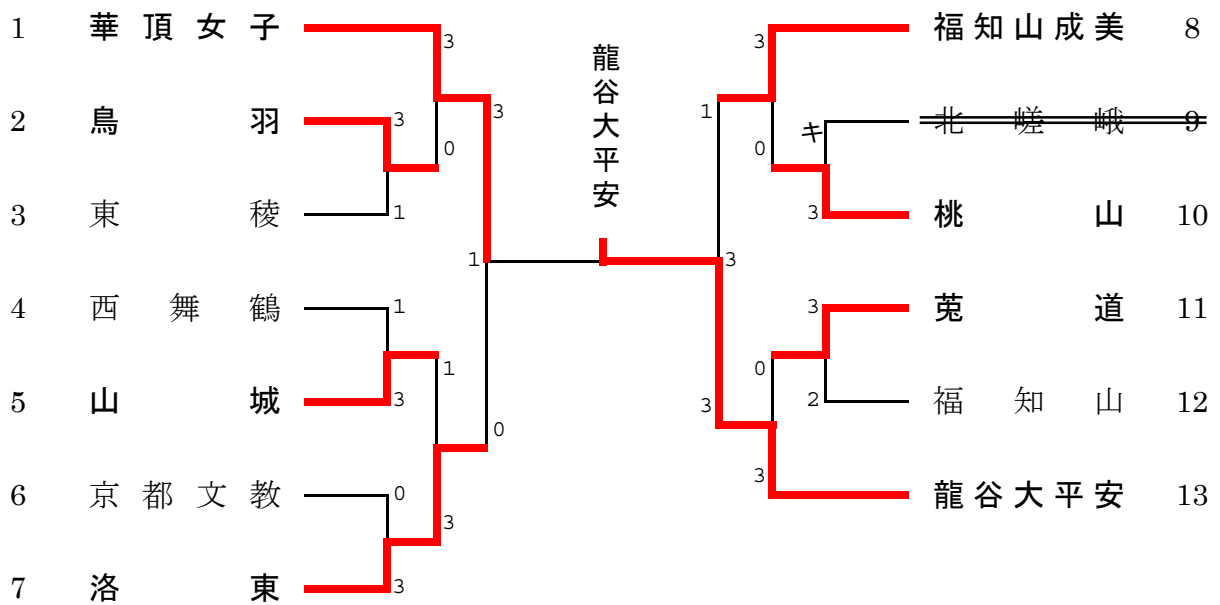 1 華頂女子
2 鳥羽
3 東稜
4 西舞鶴
5 山城
6 京都文教
7 洛東
3
3
1
0
3
1
3
1
0
3
1
3
0
龍谷大平安
福知山成美 8
北嵯峨 9
桃山 10
莵道 11
福知山 12
龍谷大平安 13
3
キ
3
0
1
3
2
0
3
3
3